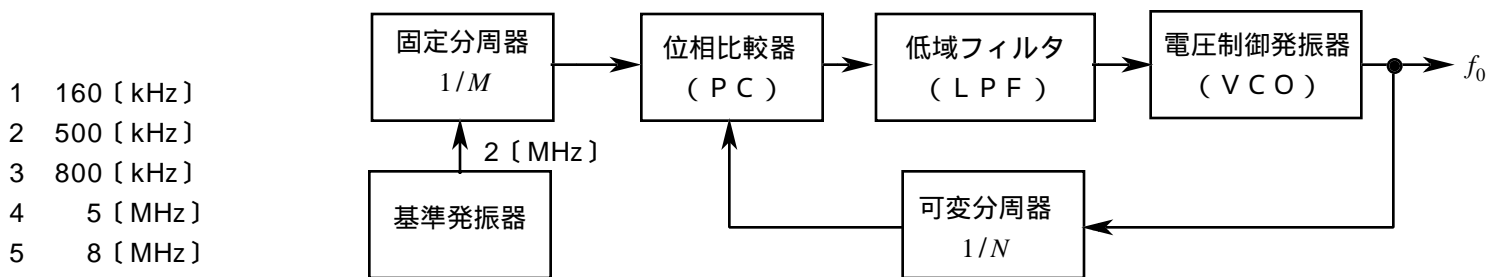 固定分周器
1/M
位相比較器
(PC)
低域フィルタ
(LPF)
電圧制御発振器
(VCO)
f0
1 160〔kHz〕
2 500〔kHz〕
3 800〔kHz〕
4 5〔MHz〕
5 8〔MHz〕
2〔MHz〕
基準発振器
可変分周器
1/N